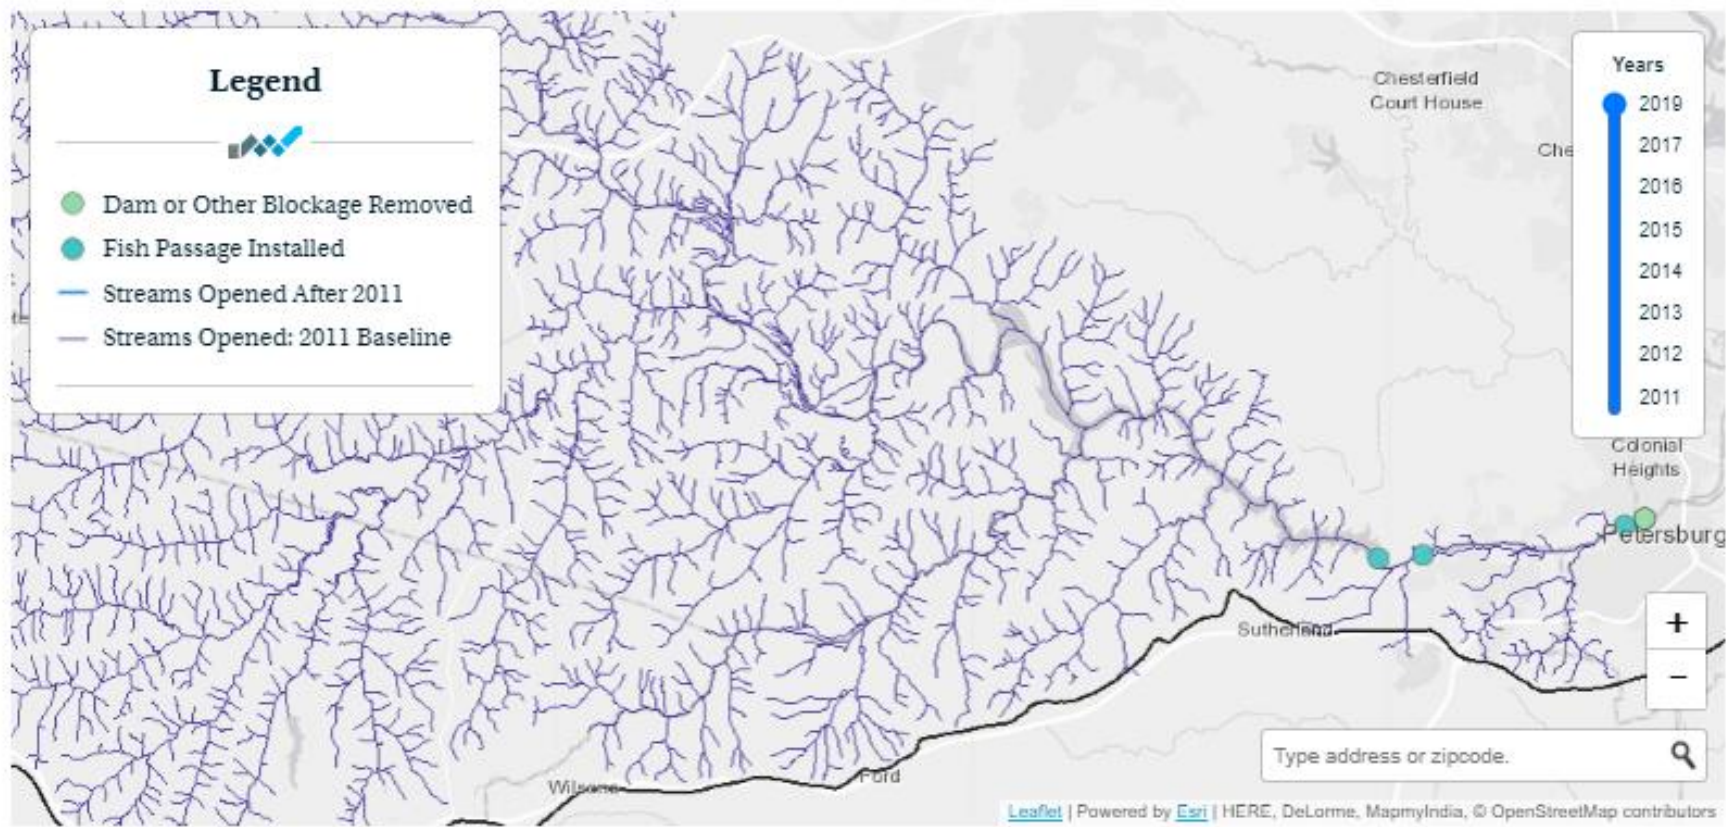 Legend
Dam or Other Blockage Removed
Fish Passage Installed
Streams Opened After 2011
Streams Opened: 2011 Baseline
Chesterfield
Court House
Che
Years
2019
2017
2016
2015
2014
2013
2012
2011
Colonial
Heights
Petersburg
Sutherland
+
−
Ford
Wilsons
Type address or zipcode.
Leaflet | Powered by Esri | HERE, DeLorme, MapmyIndia, © OpenStreetMap contributors